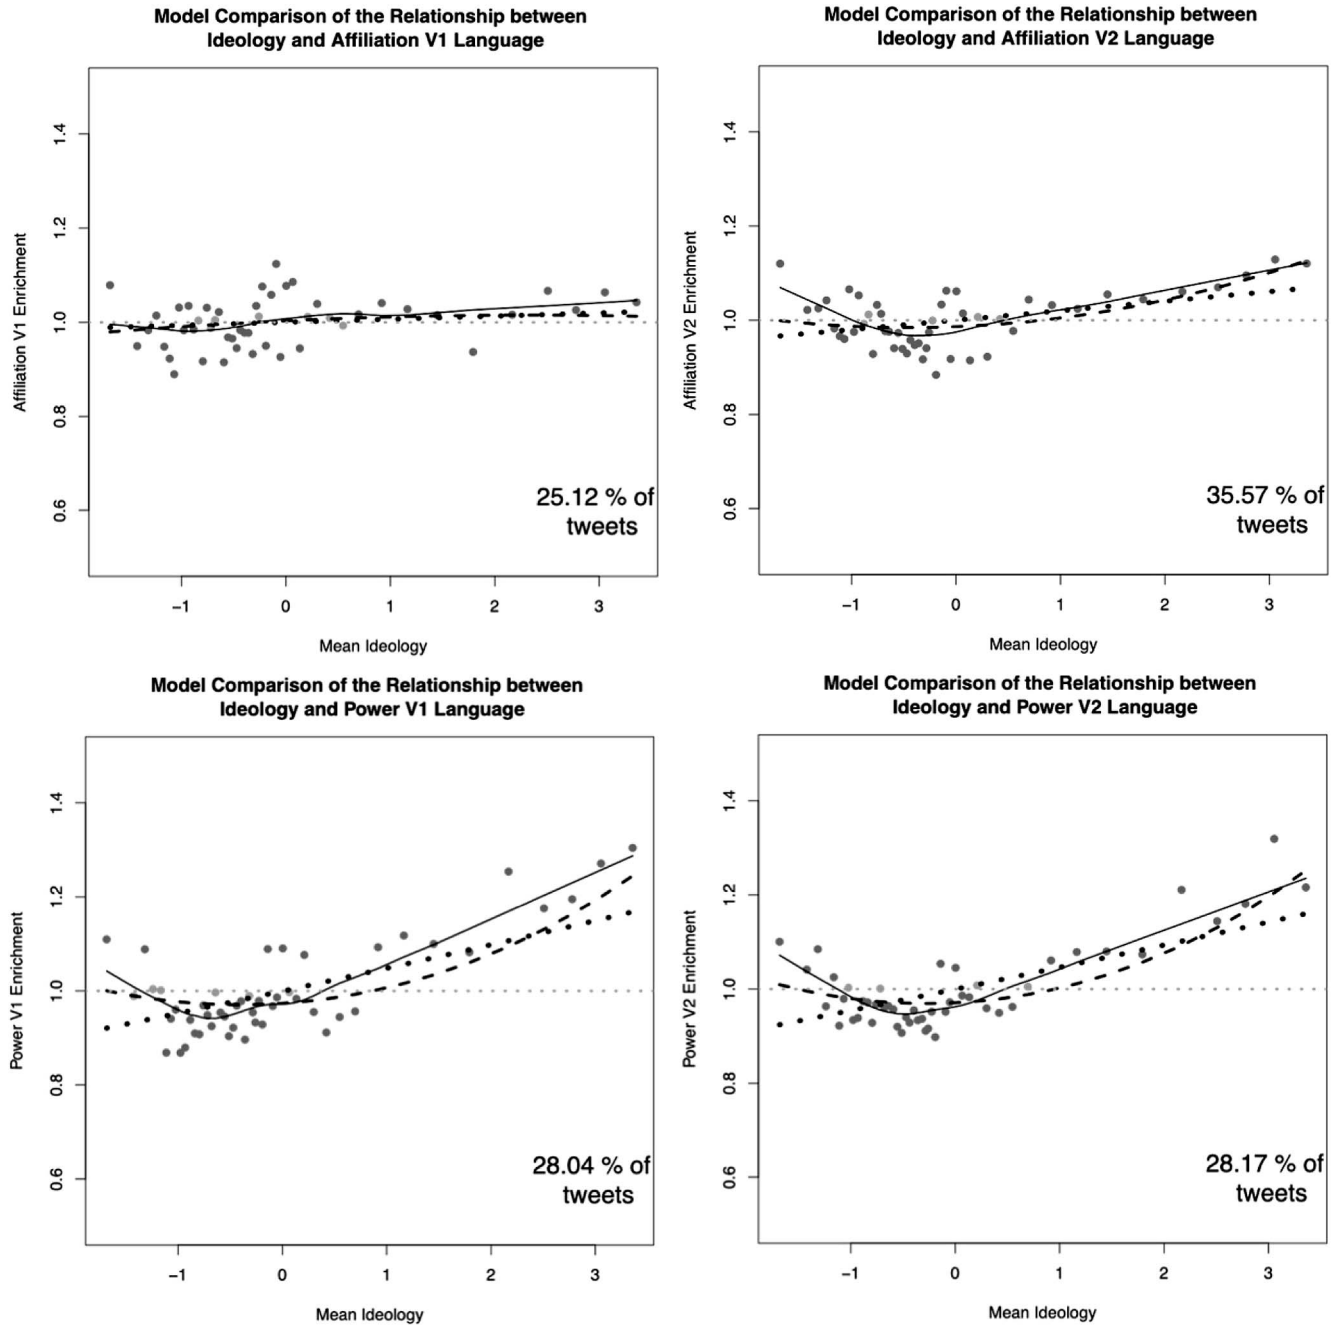 Model Comparison of the Relationship between
Ideology and Affiliation V1 Language
Affiliation V1 Enrichment
1.4
1.2
1.0
0.8
0.6
25.12 % of
tweets
−1 0 1 2 3
Mean Ideology
Model Comparison of the Relationship between
Ideology and Affiliation V2 Language
Affiliation V2 Enrichment
1.4
1.2
1.0
0.8
0.6
35.57 % of
tweets
−1 0 1 2 3
Mean Ideology
Model Comparison of the Relationship between
Ideology and Power V1 Language
Power V1 Enrichment
1.4
1.2
1.0
0.8
0.6
28.04 % of
tweets
−1 0 1 2 3
Mean Ideology
Model Comparison of the Relationship between
Ideology and Power V2 Language
Power V2 Enrichment
1.4
1.2
1.0
0.8
0.6
28.17 % of
tweets
−1 0 1 2 3
Mean Ideology